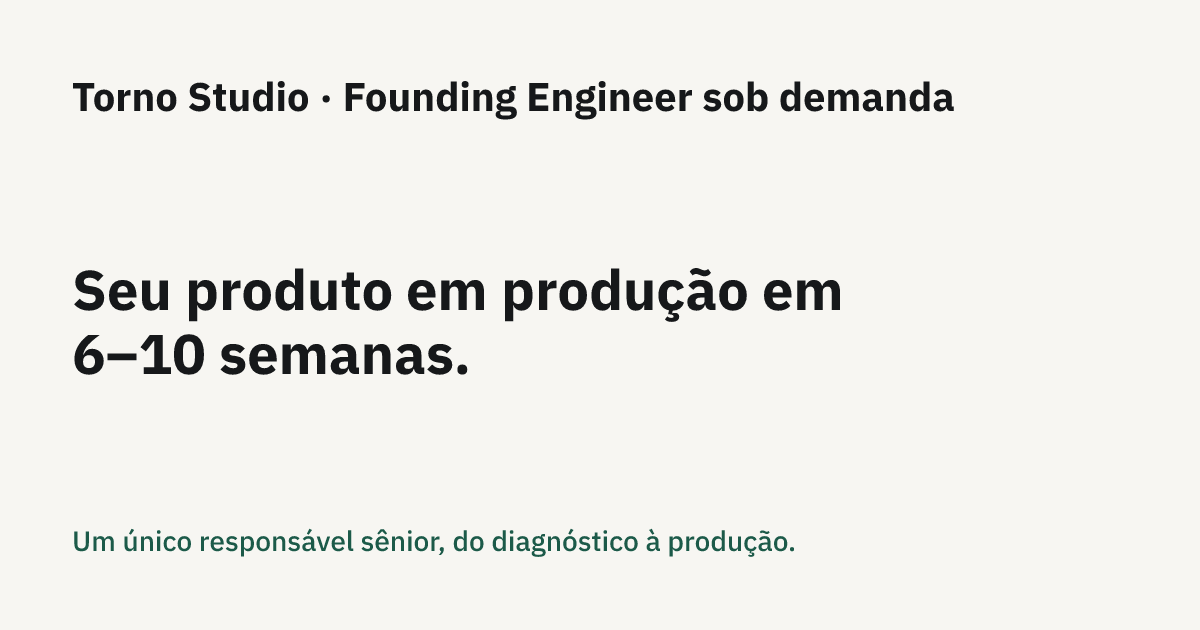 Torno Studio · Founding Engineer sob demanda
Seu produto em produção em
6–10 semanas.
Um único responsável sênior, do diagnóstico à produção.